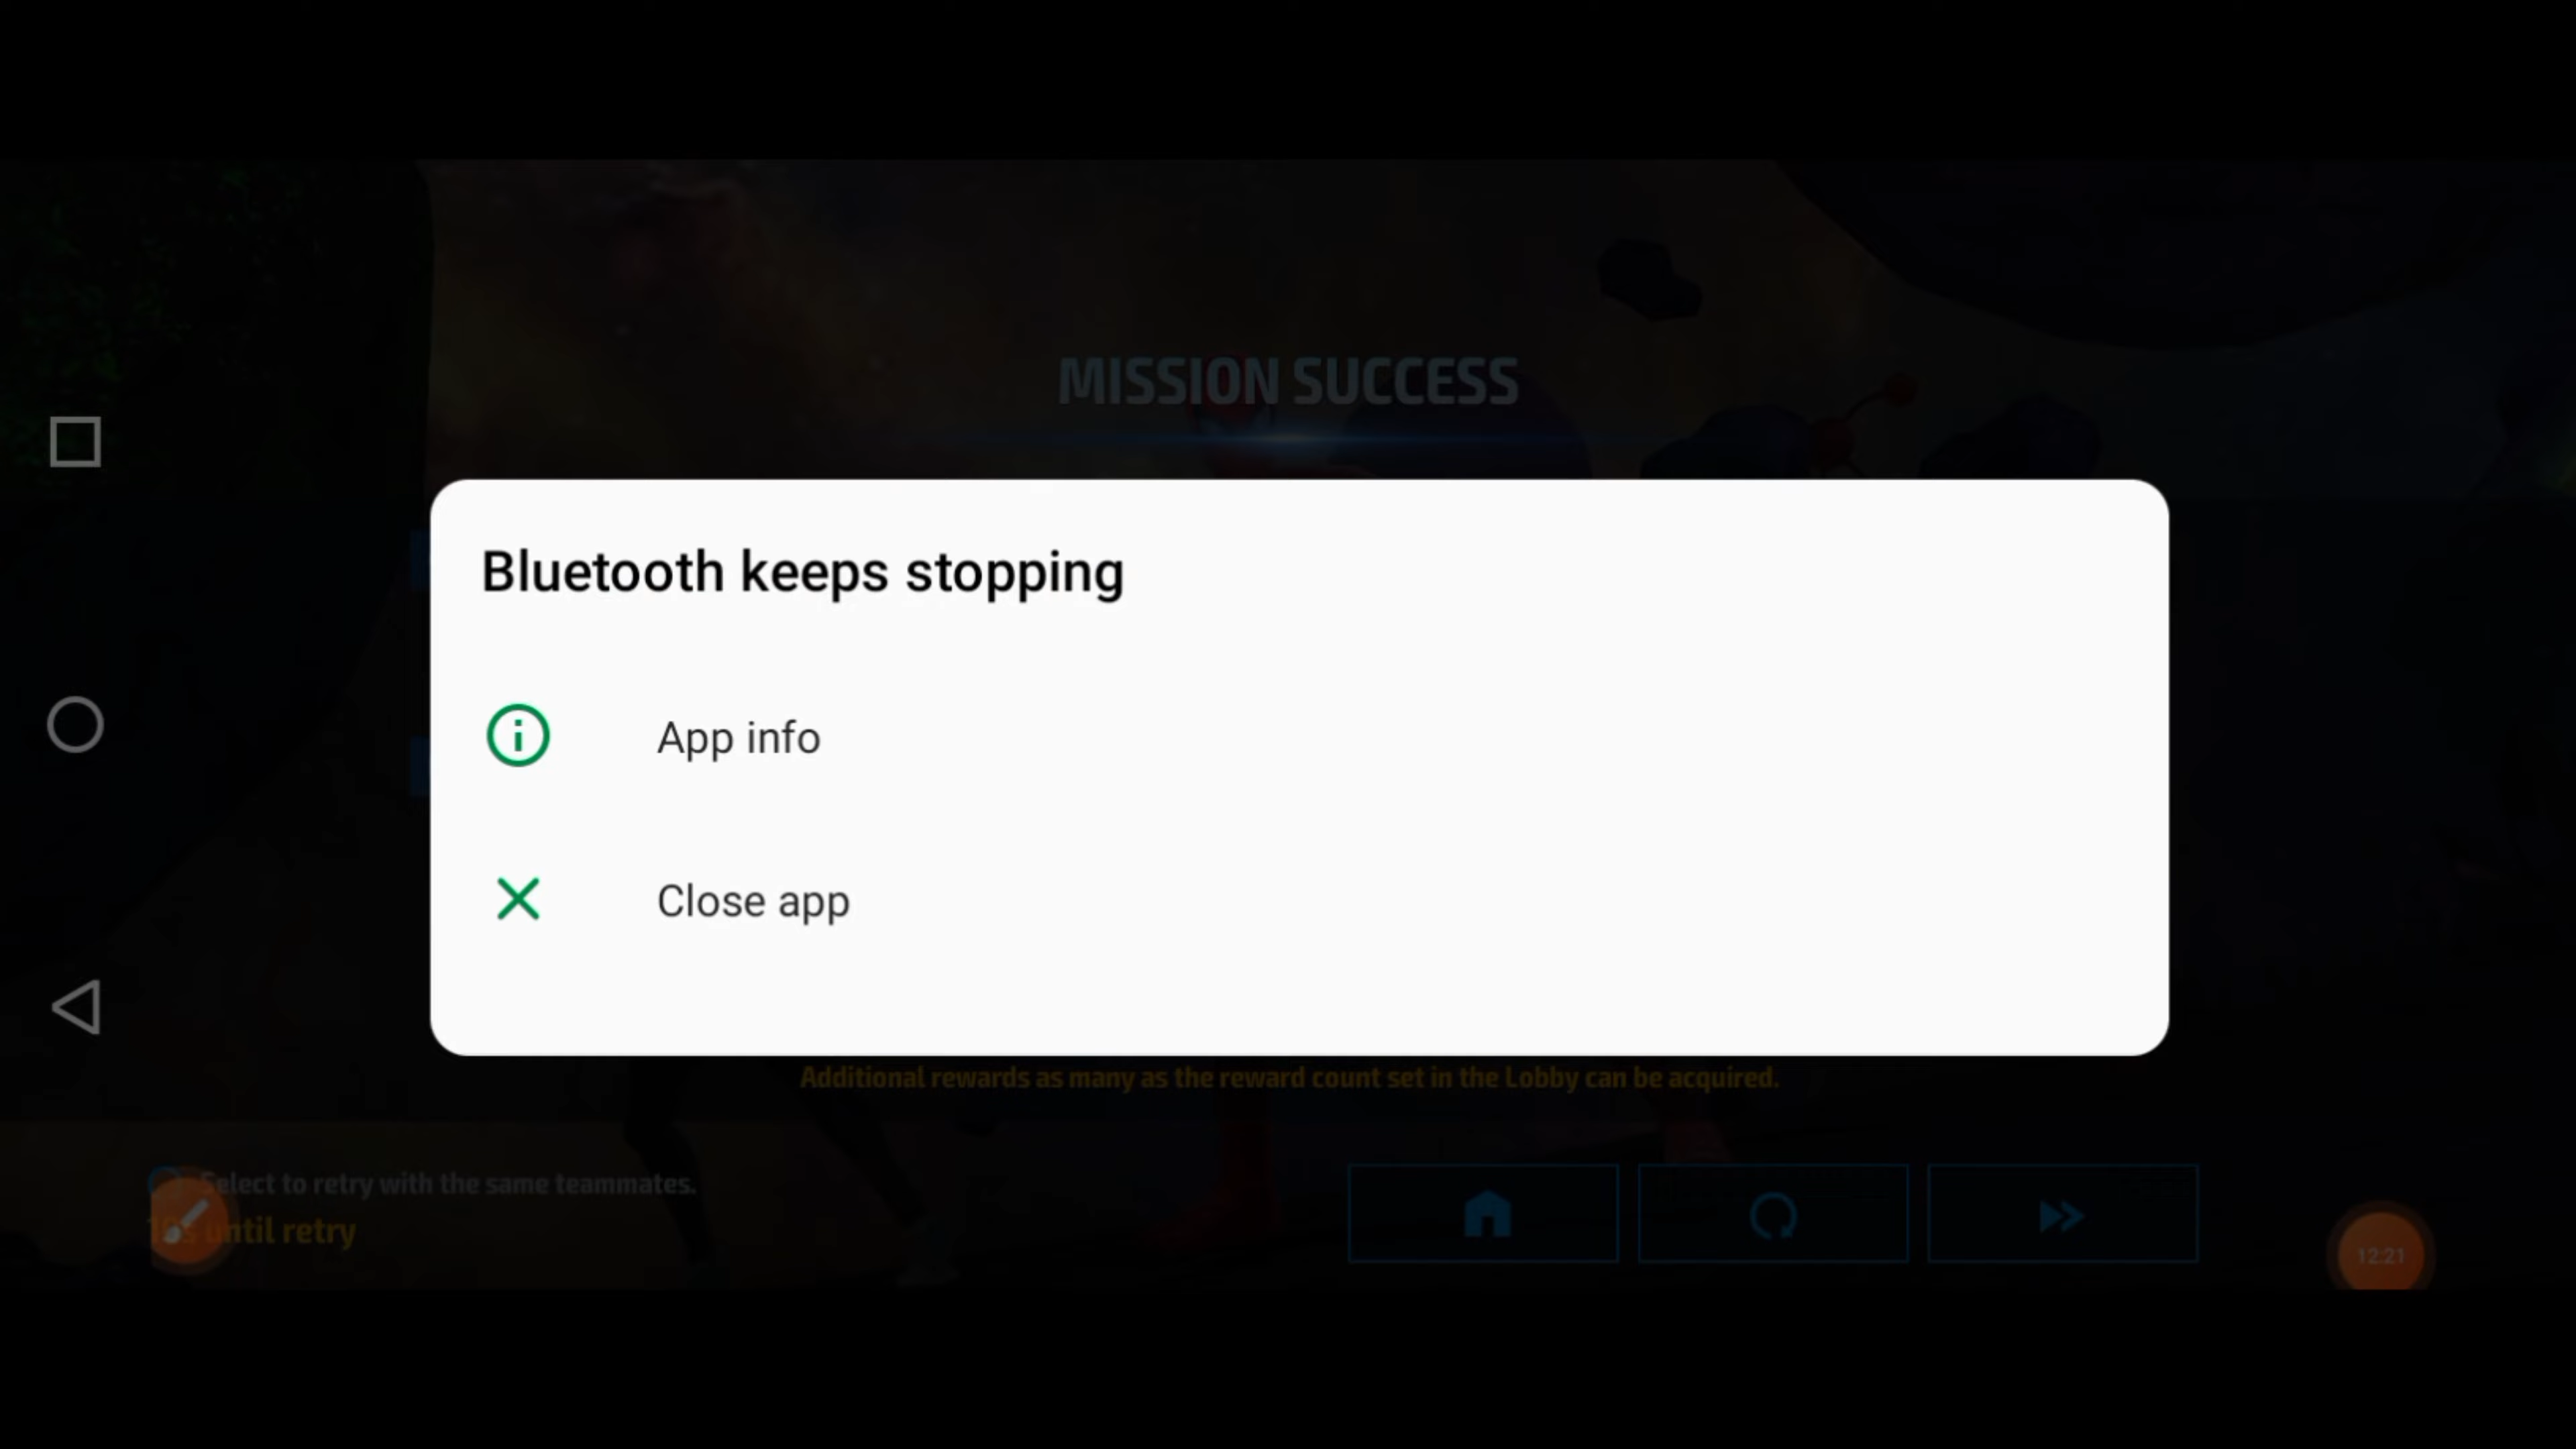 MISSION SUCCESS
Bluetooth keeps stopping
App info
Close app
Additional rewards as many as the reward count set in the Lobby can be acquired.
Select to retry with the same teammates.
until retry
12:21